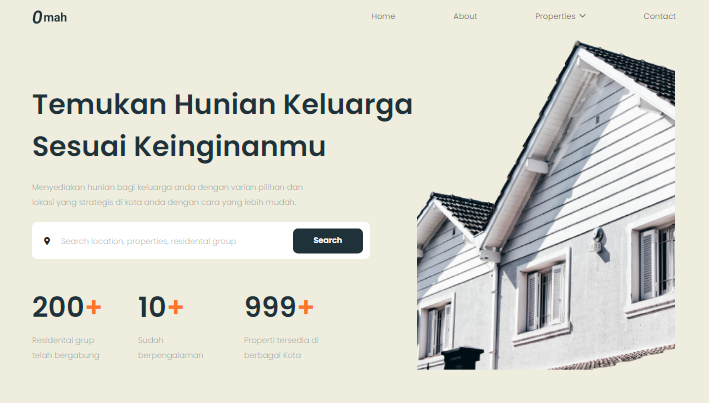 Omah
Home About Properties Contact
Temukan Hunian Keluarga
Sesuai Keinginanmu
Menyediakan hunian bagi keluarga anda dengan varian pilihan dan
lokasi yang strategis di kota anda dengan cara yang lebih mudah.
Search location, properties, residental group
Search
200+ 10+ 999+
Residental grup Sudah Properti tersedia di
telah bergabung berpengalaman berbagai Kota